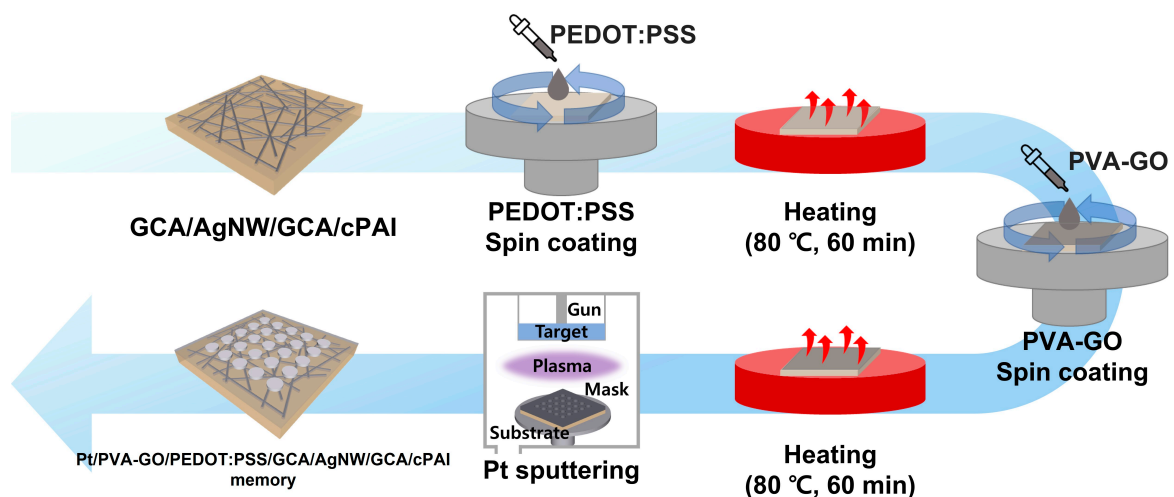 PEDOT:PSS
GCA/AgNW/GCA/cPAI
PEDOT:PSS
Spin coating
Heating
(80 ℃, 60 min)
PVA-GO
PVA-GO
Spin coating
Heating
(80 ℃, 60 min)
Gun
Target
Plasma
Mask
Substrate
Pt sputtering
Pt/PVA-GO/PEDOT:PSS/GCA/AgNW/GCA/cPAI
memory